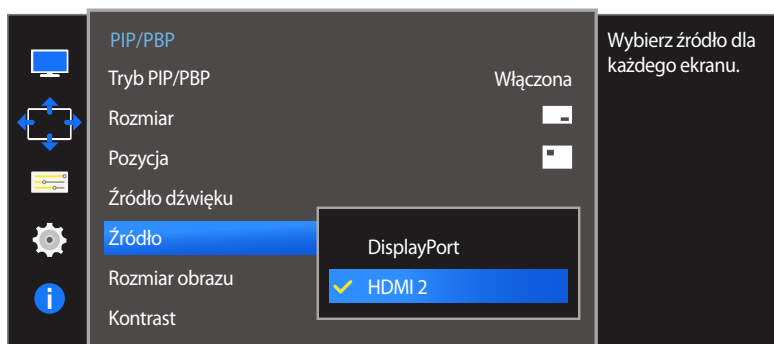 PIP/PBP
Tryb PIP/PBP Włączona
Rozmiar
Pozycja
Źródło dźwięku
Źródło
Rozmiar obrazu
Kontrast
DisplayPort
HDMI 2
Wybierz źródło dla
każdego ekranu.